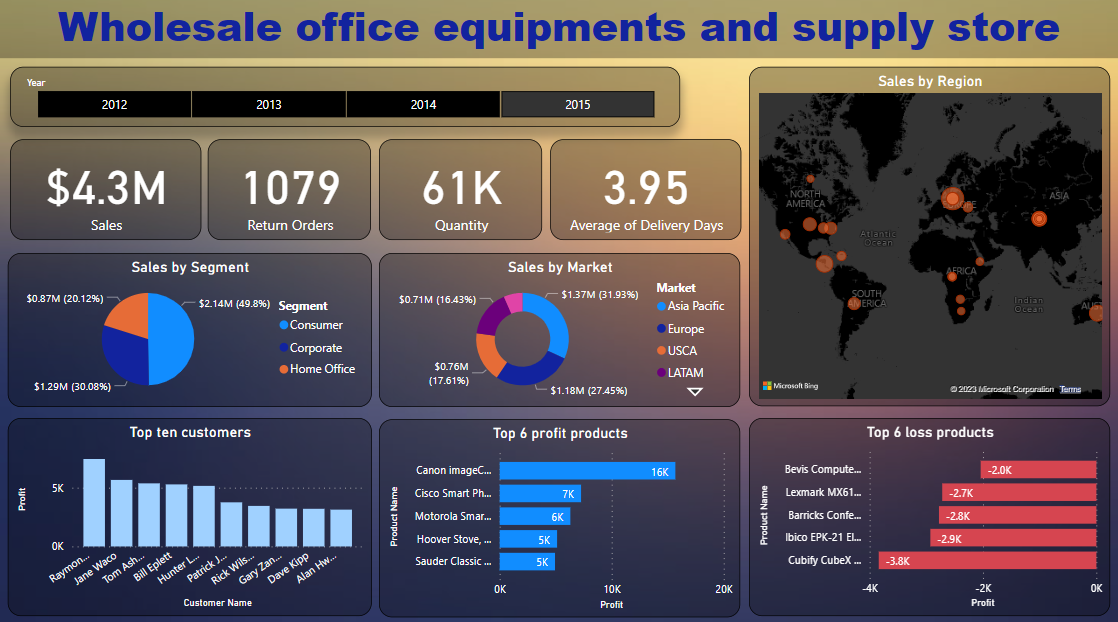 Wholesale office equipments and supply store
Year
2012
2013
2014
2015
$4.3M
Sales
1079
Return Orders
61K
Quantity
3.95
Average of Delivery Days
Sales by Region
NORTH
AMERICA
EUROPE
ASIA
Atlantic
Ocean
AFRICA
SOUTH
AMERICA
Indian
Ocean
AUST
Microsoft Bing
© 2023 Microsoft Corporation Terms
Sales by Segment
$0.87M (20.12%)
$2.14M (49.8%)
$1.29M (30.08%)
Segment
Consumer
Corporate
Home Office
Sales by Market
$0.71M (16.43%)
$1.37M (31.93%)
$0.76M
(17.61%)
$1.18M (27.45%)
Market
Asia Pacific
Europe
USCA
LATAM
Top ten customers
Profit
5K
0K
Raymon...
Jane Waco
Tom Ash...
Bill Eplett
Hunter L...
Patrick J...
Rick Wils...
Gary Zan...
Dave Kipp
Alan Hw...
Customer Name
Top 6 profit products
Product Name
Canon imageC...
16K
Cisco Smart Ph...
7K
Motorola Smar...
6K
Hoover Stove, ...
5K
Sauder Classic ...
5K
0K
10K
20K
Profit
Top 6 loss products
Product Name
Bevis Compute...
-2.0K
Lexmark MX61...
-2.7K
Barricks Confe...
-2.8K
Ibico EPK-21 El...
-2.9K
Cubify CubeX ...
-3.8K
-4K
-2K
0K
Profit